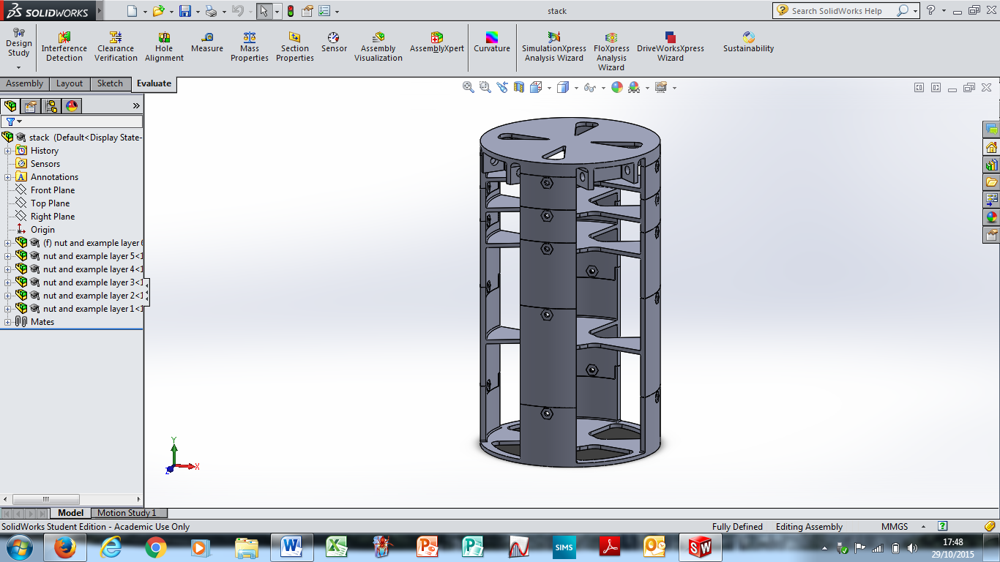 SOLIDWORKS
stack
Search SolidWorks Help
Design Study
Interference Detection
Clearance Verification
Hole Alignment
Measure
Mass Properties
Section Properties
Sensor
Assembly Visualization
AssemblyXpert
Curvature
SimulationXpress Analysis Wizard
FloXpress Analysis Wizard
DriveWorksXpress Wizard
Sustainability
Assembly
Layout
Sketch
Evaluate
stack (Default<Display State-
History
Sensors
Annotations
Front Plane
Top Plane
Right Plane
Origin
(f) nut and example layer
nut and example layer 5<1
nut and example layer 4<1
nut and example layer 3<1
nut and example layer 2<1
nut and example layer 1<1
Mates
Y
X
Z
Model
Motion Study 1
SolidWorks Student Edition - Academic Use Only
Fully Defined
Editing Assembly
MMGS
SIMS
SW
17:48
29/10/2015